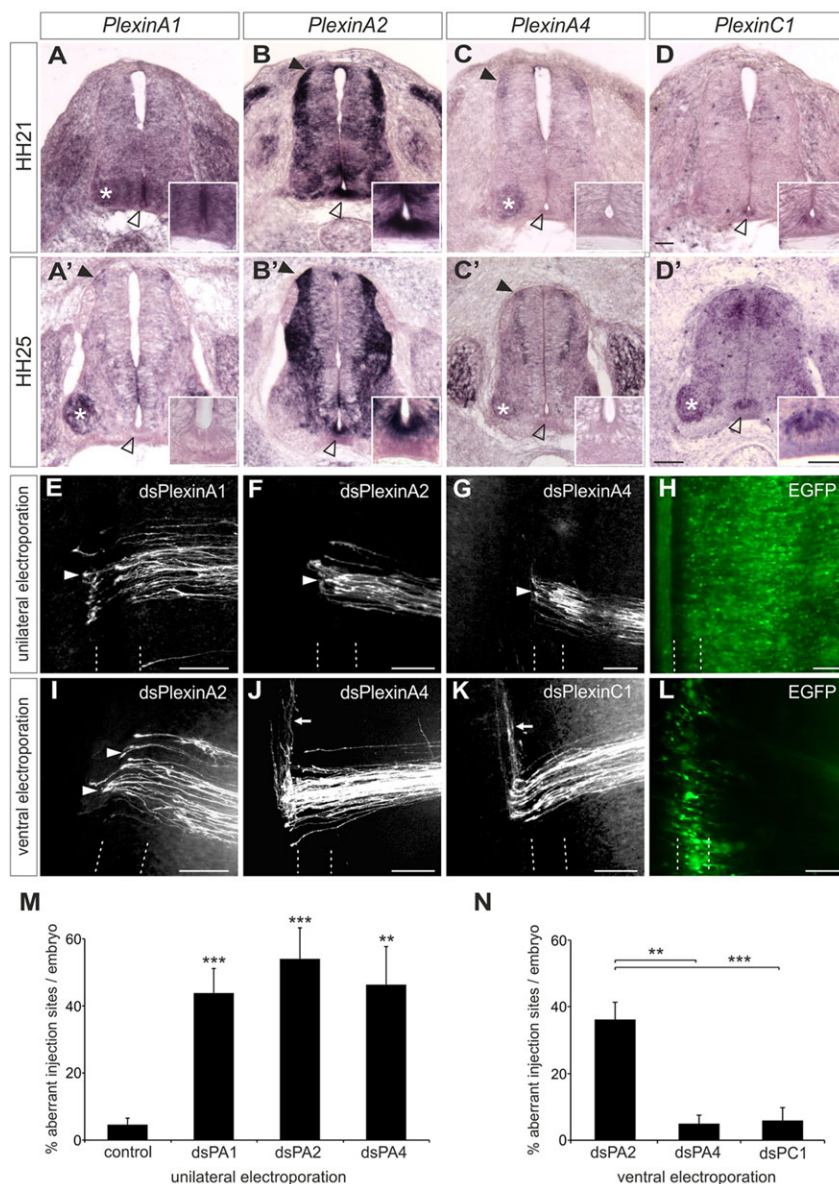 PlexinA1 PlexinA2 PlexinA4 PlexinC1
HH21
A B C D
*
*
HH25
A' B' C' D'
*
*
*
unilateral electroporation
E dsPlexinA1 F dsPlexinA2 G dsPlexinA4 H EGFP
ventral electroporation
I dsPlexinA2 J dsPlexinA4 K dsPlexinC1 L EGFP
M
% aberrant injection sites / embryo
60
40
20
0
*** *** **
control dsPA1 dsPA2 dsPA4
unilateral electroporation
N
% aberrant injection sites / embryo
60
40
20
0
** ***
dsPA2 dsPA4 dsPC1
ventral electroporation